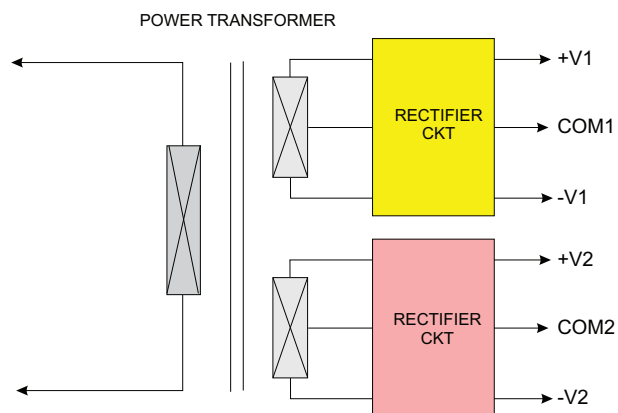 POWER TRANSFORMER
+V1
RECTIFIER
CKT
COM1
-V1
+V2
RECTIFIER
CKT
COM2
-V2